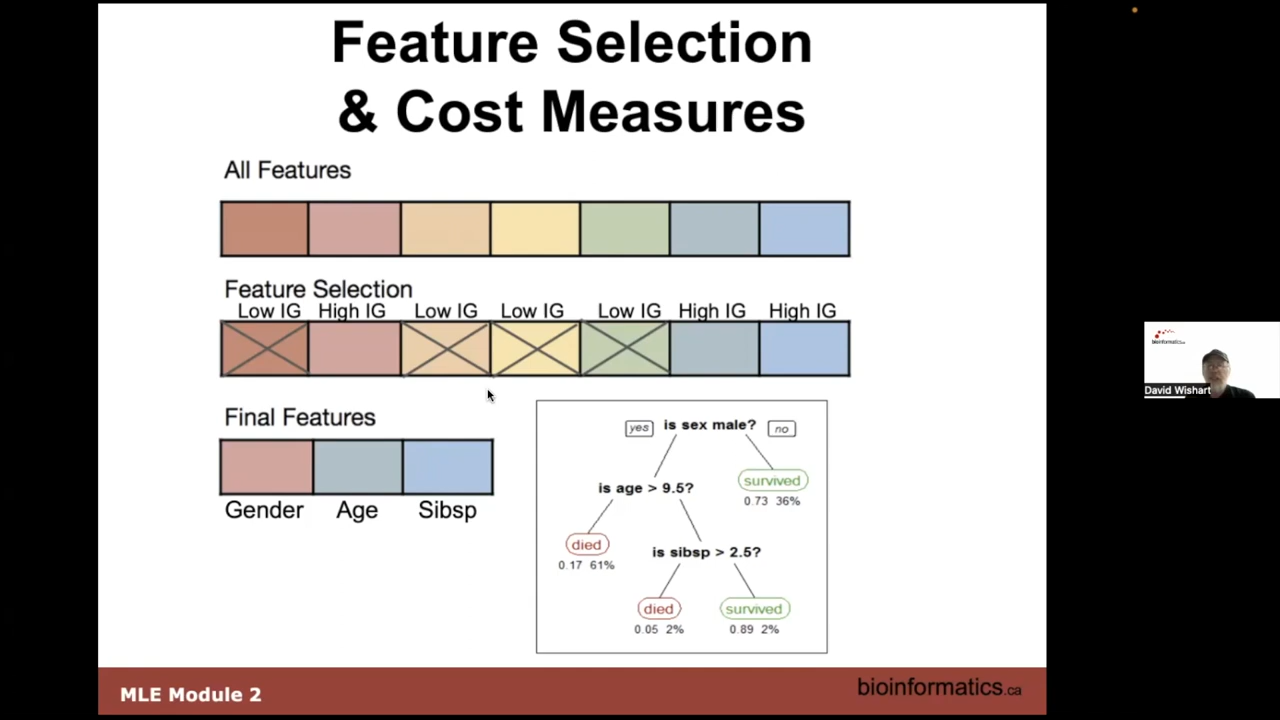 Feature Selection
& Cost Measures
All Features
Feature Selection
Low IG High IG Low IG Low IG Low IG High IG High IG
Final Features
Gender Age Sibsp
yes is sex male? no
survived
0.73 36%
is age > 9.5?
died
0.17 61%
is sibsp > 2.5?
died survived
0.05 2% 0.89 2%
MLE Module 2
bioinformatics.ca
bioinformatics.ca
David Wishart